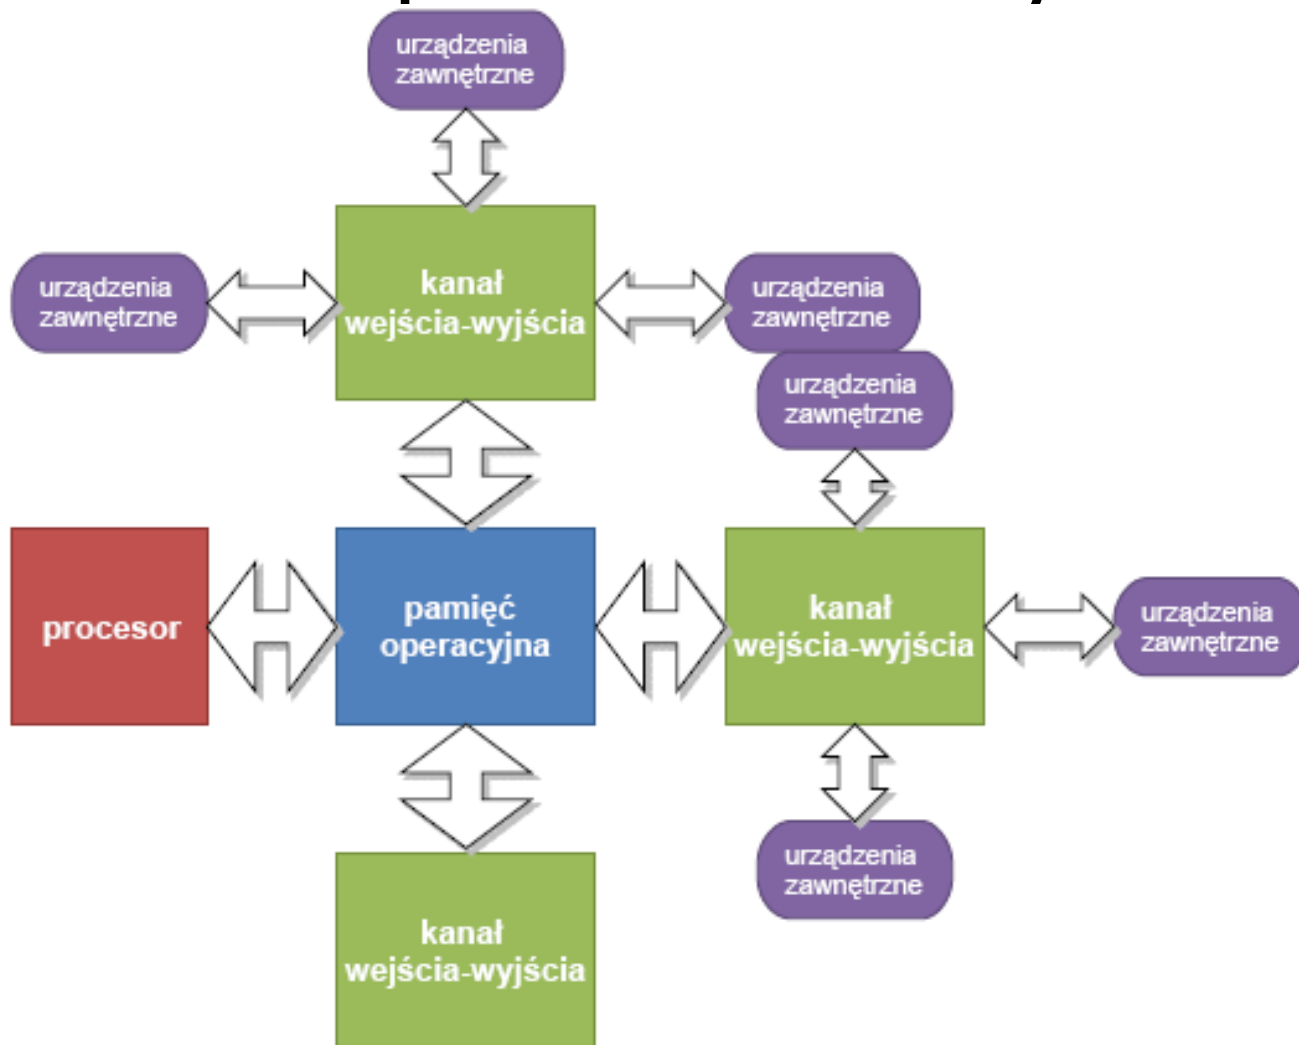 urządzenia
zawnętrzne
urządzenia
zawnętrzne
kanał
wejścia-wyjścia
urządzenia
zawnętrzne
urządzenia
zawnętrzne
procesor
pamięć
operacyjna
kanał
wejścia-wyjścia
urządzenia
zawnętrzne
urządzenia
zawnętrzne
kanał
wejścia-wyjścia